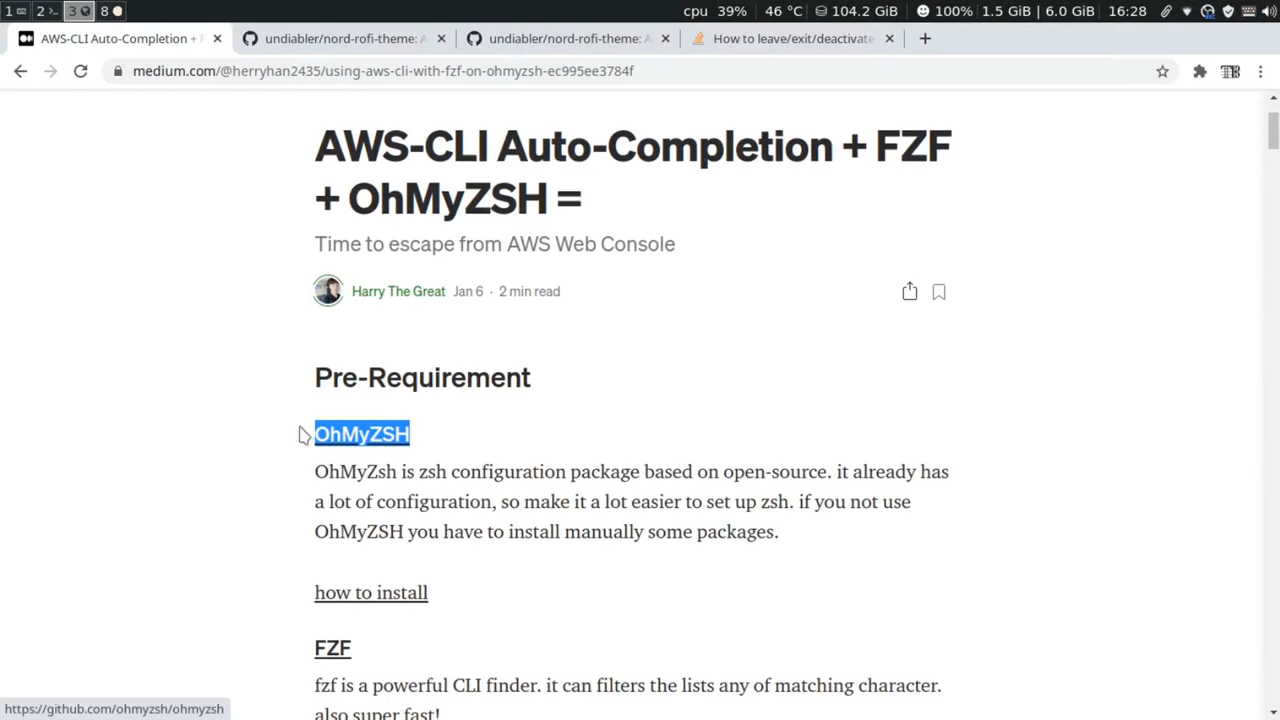 1 2 3 8 cpu 39% 46 °C 104.2 GiB 100% 1.5 GiB | 6.0 GiB 16:28
AWS-CLI Auto-Completion + F undiabler/nord-rofi-theme: A undiabler/nord-rofi-theme: A How to leave/exit/deactivate
medium.com/@herryhan2435/using-aws-cli-with-fzf-on-ohmyzsh-ec995ee3784f
AWS-CLI Auto-Completion + FZF
+ OhMyZSH =
Time to escape from AWS Web Console
Harry The Great Jan 6 · 2 min read
Pre-Requirement
OhMyZSH
OhMyZsh is zsh configuration package based on open-source. it already has
a lot of configuration, so make it a lot easier to set up zsh. if you not use
OhMyZSH you have to install manually some packages.
how to install
FZF
fzf is a powerful CLI finder. it can filters the lists any of matching character.
also super fast!
https://github.com/ohmyzsh/ohmyzsh